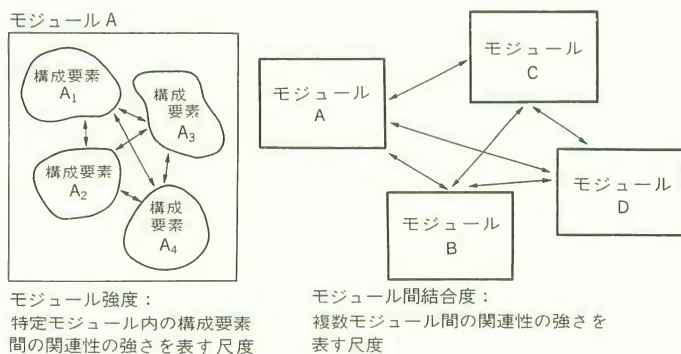 モジュール A
構成要素
A1
構成
要素
A3
構成要素
A2
構成
要素
A4
モジュール
A
モジュール
C
モジュール
B
モジュール
D
モジュール強度：
特定モジュール内の構成要素
間の関連性の強さを表す尺度
モジュール間結合度：
複数モジュール間の関連性の強さを
表す尺度